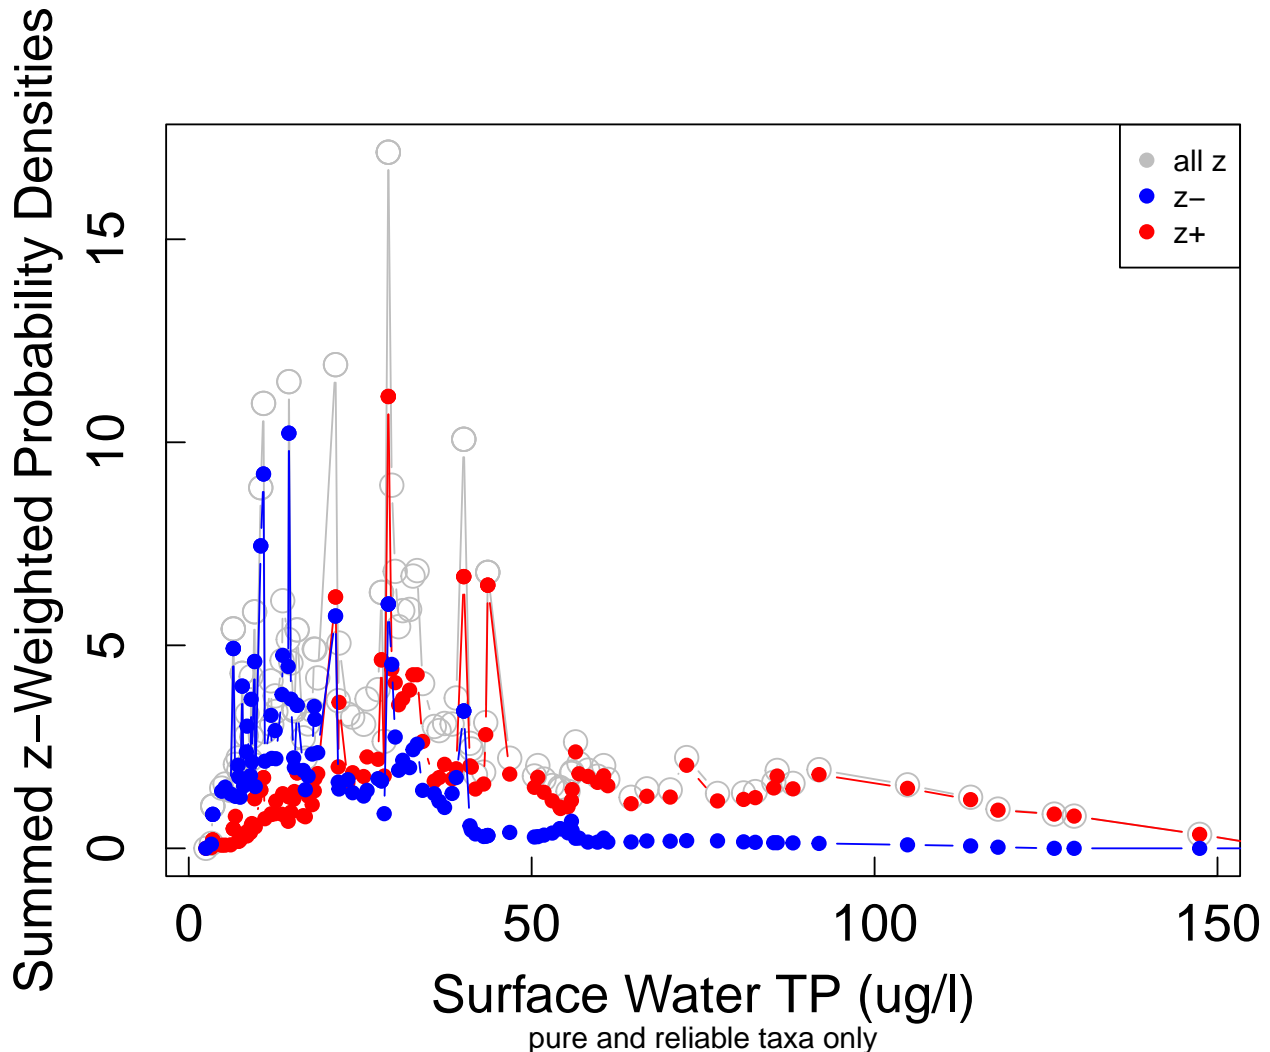 Summed z−Weighted Probability Densities
15
10
5
0
all z
z−
z+
0 50 100 150
Surface Water TP (ug/l)
pure and reliable taxa only